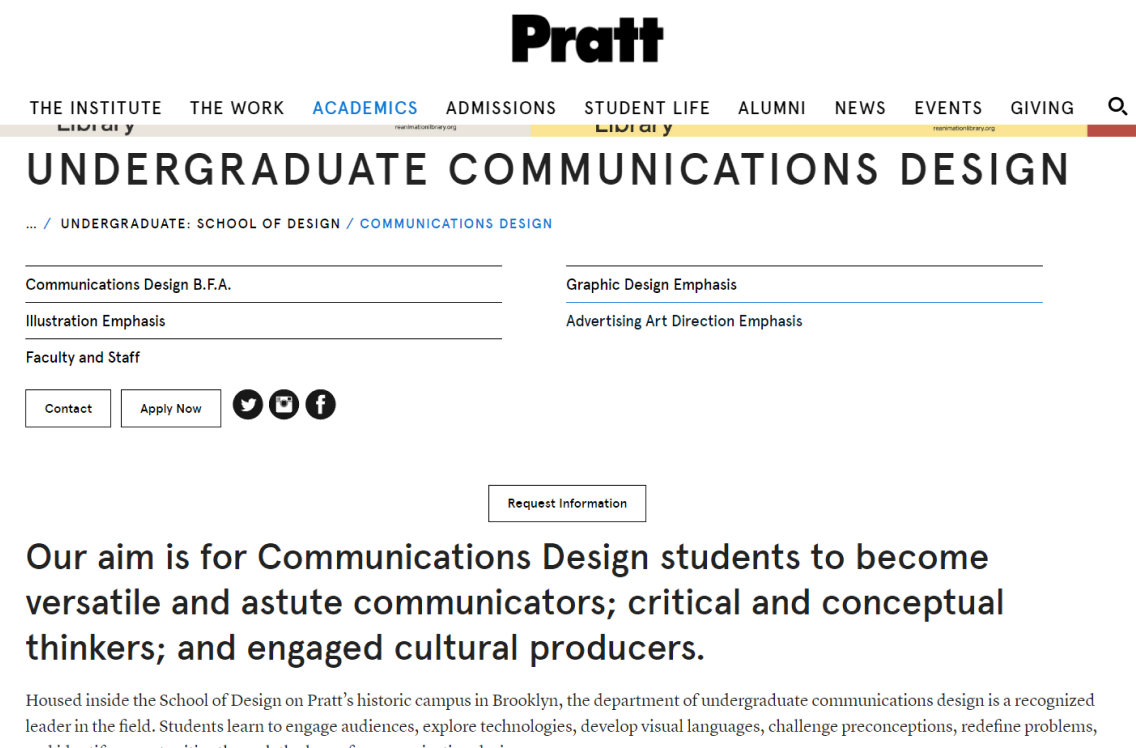 Pratt
THE INSTITUTE THE WORK ACADEMICS ADMISSIONS STUDENT LIFE ALUMNI NEWS EVENTS GIVING
Library reanimationlibrary.org Library reanimationlibrary.org
UNDERGRADUATE COMMUNICATIONS DESIGN
... / UNDERGRADUATE: SCHOOL OF DESIGN / COMMUNICATIONS DESIGN
Communications Design B.F.A. Graphic Design Emphasis
Illustration Emphasis Advertising Art Direction Emphasis
Faculty and Staff
Contact Apply Now
Request Information
Our aim is for Communications Design students to become
versatile and astute communicators; critical and conceptual
thinkers; and engaged cultural producers.
Housed inside the School of Design on Pratt’s historic campus in Brooklyn, the department of undergraduate communications design is a recognized
leader in the field. Students learn to engage audiences, explore technologies, develop visual languages, challenge preconceptions, redefine problems,